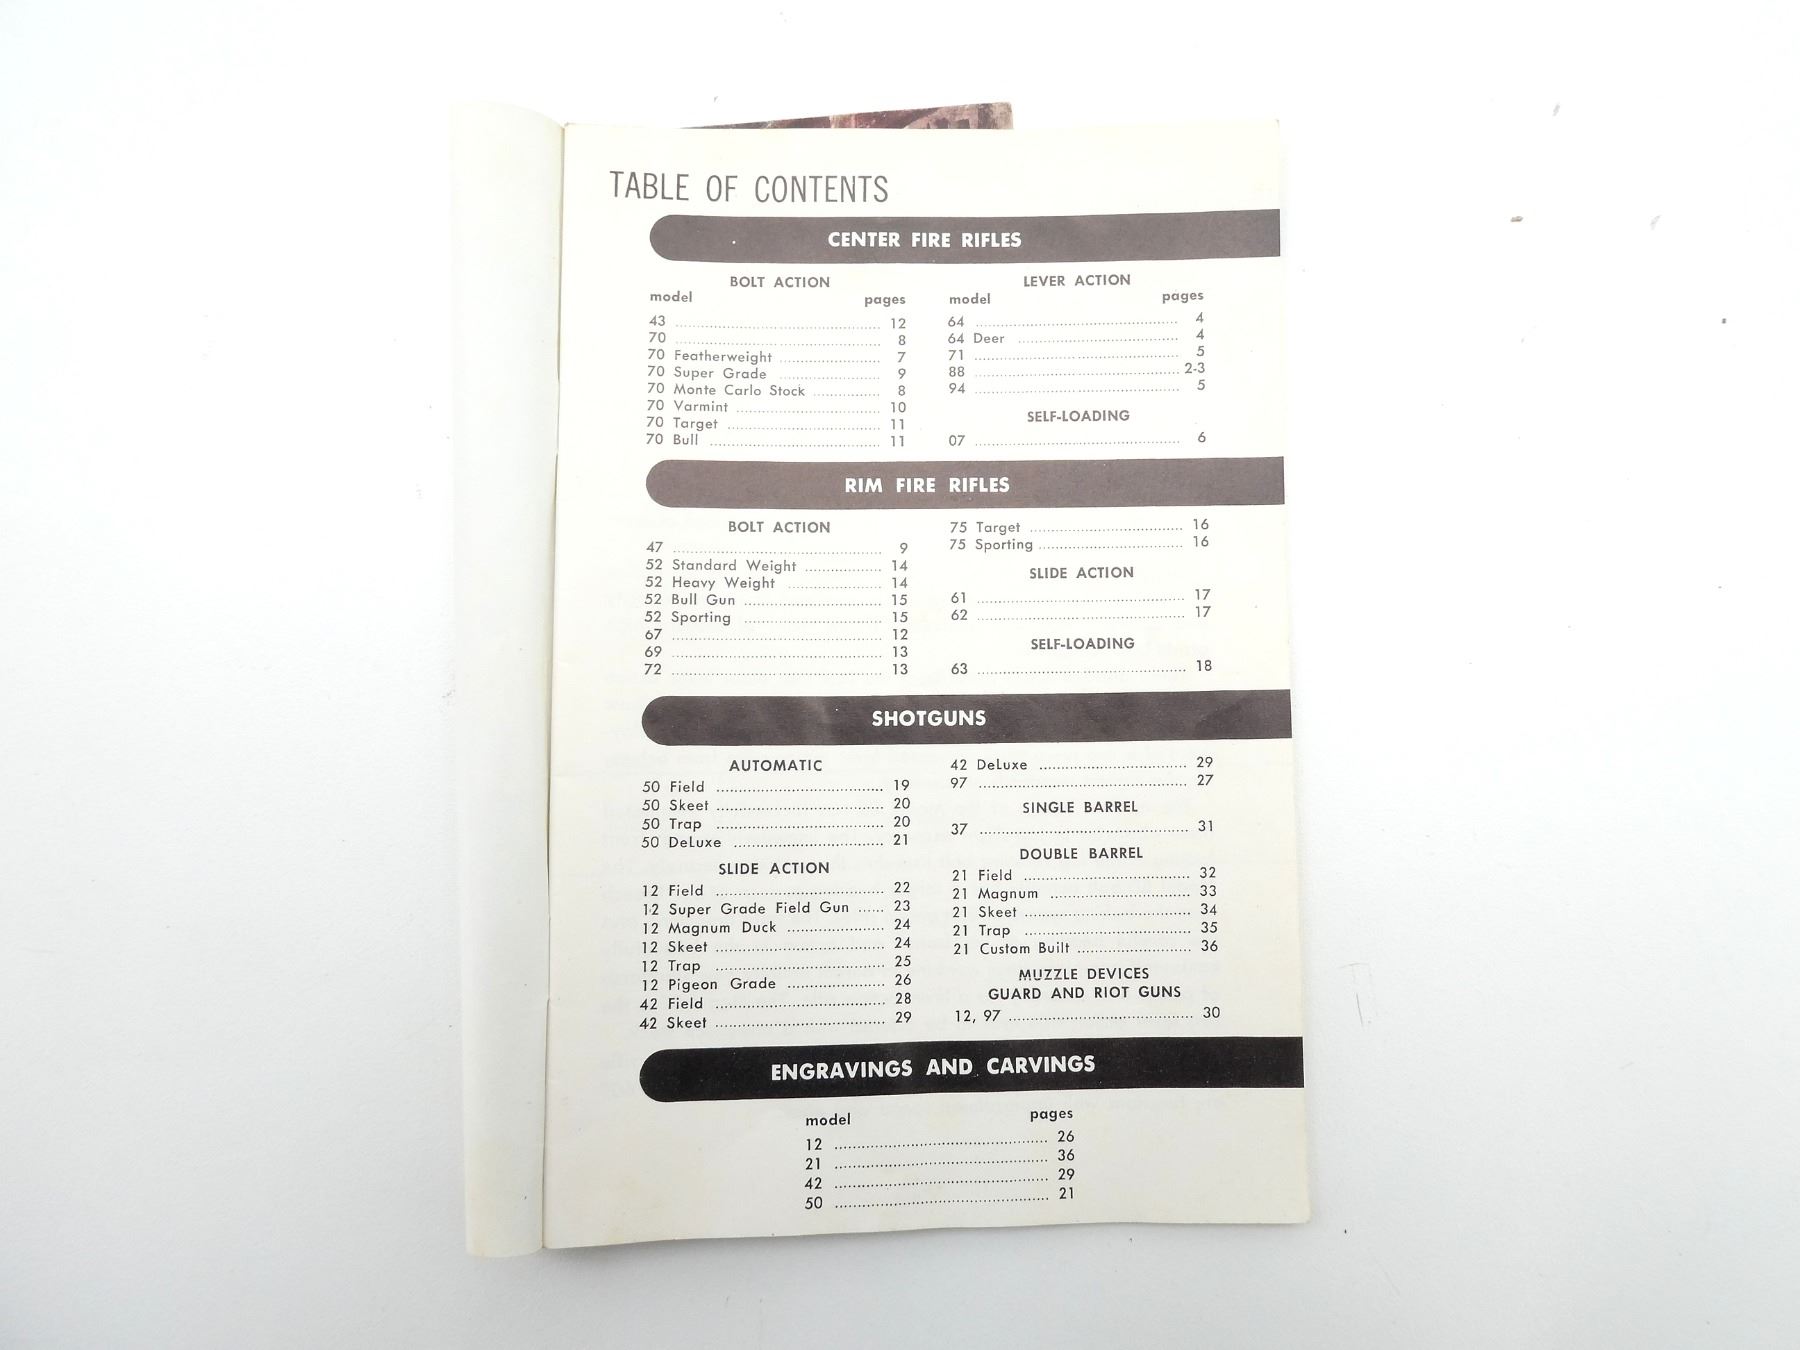 TABLE OF CONTENTS
CENTER FIRE RIFLES
BOLT ACTION
model pages
43 ........ 12
70 ........ 8
70 Featherweight ........ 7
70 Super Grade ........ 9
70 Monte Carlo Stock ........ 8
70 Varmint ........ 10
70 Target ........ 11
70 Bull ........ 11
LEVER ACTION
model pages
64 ........ 4
64 Deer ........ 4
71 ........ 5
88 ........ 2-3
94 ........ 5
SELF-LOADING
07 ........ 6
RIM FIRE RIFLES
BOLT ACTION
47 ........ 9
52 Standard Weight ........ 14
52 Heavy Weight ........ 14
52 Bull Gun ........ 15
52 Sporting ........ 15
67 ........ 12
69 ........ 13
72 ........ 13
75 Target ........ 16
75 Sporting ........ 16
SLIDE ACTION
61 ........ 17
62 ........ 17
SELF-LOADING
63 ........ 18
SHOTGUNS
AUTOMATIC
50 Field ........ 19
50 Skeet ........ 20
50 Trap ........ 20
50 DeLuxe ........ 21
SLIDE ACTION
12 Field ........ 22
12 Super Grade Field Gun ...... 23
12 Magnum Duck ........ 24
12 Skeet ........ 24
12 Trap ........ 25
12 Pigeon Grade ........ 26
42 Field ........ 28
42 Skeet ........ 29
42 DeLuxe ........ 29
97 ........ 27
SINGLE BARREL
37 ........ 31
DOUBLE BARREL
21 Field ........ 32
21 Magnum ........ 33
21 Skeet ........ 34
21 Trap ........ 35
21 Custom Built ........ 36
MUZZLE DEVICES
GUARD AND RIOT GUNS
12, 97 ........ 30
ENGRAVINGS AND CARVINGS
model pages
12 ........ 26
21 ........ 36
42 ........ 29
50 ........ 21